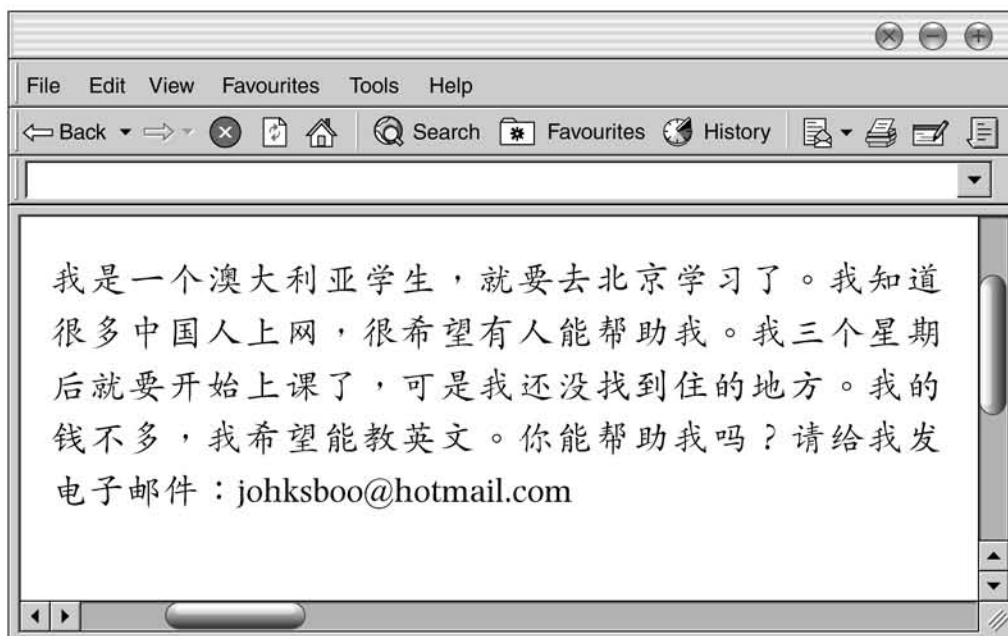 File Edit View Favourites Tools Help
Back Search Favourites History
我是一个澳大利亚学生，就要去北京学习了。我知道
很多中国人上网，很希望有人能帮助我。我三个星期
后就要开始上课了，可是我还没找到住的地方。我的
钱不多，我希望能教英文。你能帮助我吗？请给我发
电子邮件：johksboo@hotmail.com